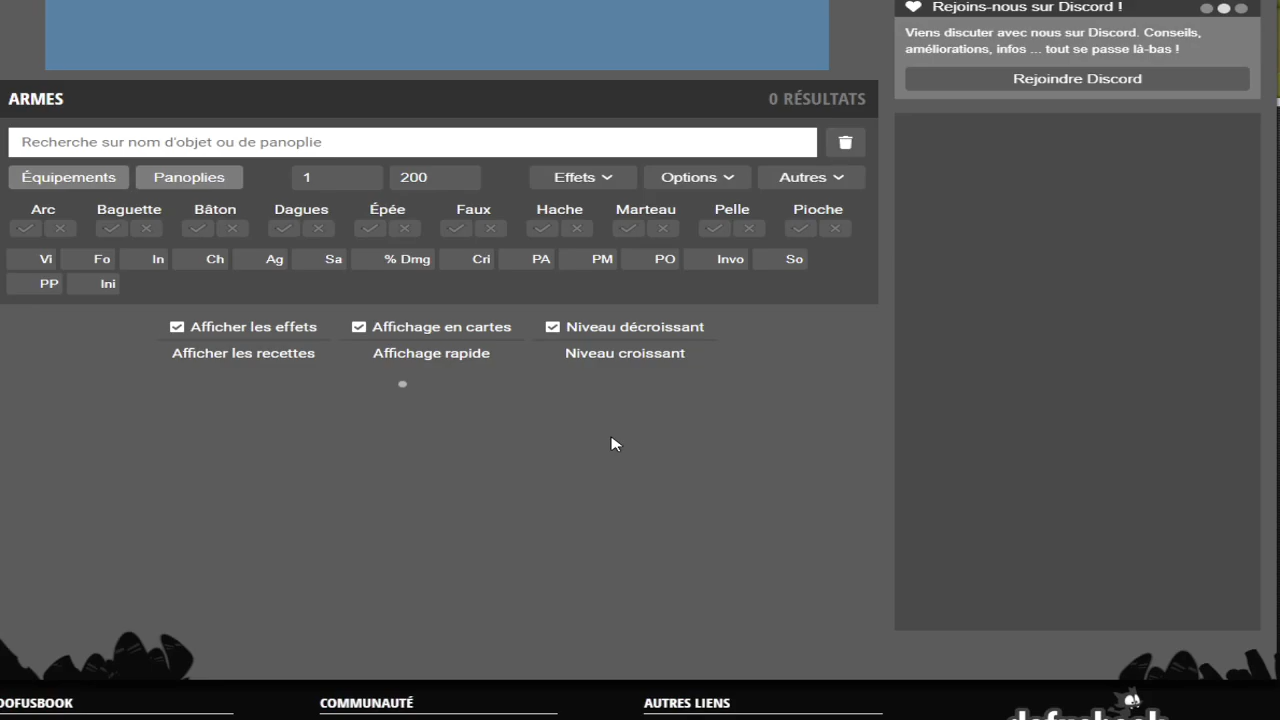 Rejoins-nous sur Discord !
Viens discuter avec nous sur Discord. Conseils,
améliorations, infos ... tout se passe là-bas !
Rejoindre Discord
ARMES 0 RÉSULTATS
Recherche sur nom d'objet ou de panoplie
Équipements Panoplies 1 200 Effets Options Autres
Arc Baguette Bâton Dagues Épée Faux Hache Marteau Pelle Pioche
Vi Fo In Ch Ag Sa % Dmg Cri PA PM PO Invo So
PP Ini
Afficher les effets Affichage en cartes Niveau décroissant
Afficher les recettes Affichage rapide Niveau croissant
DOFUSBOOK COMMUNAUTÉ AUTRES LIENS
dofusbook